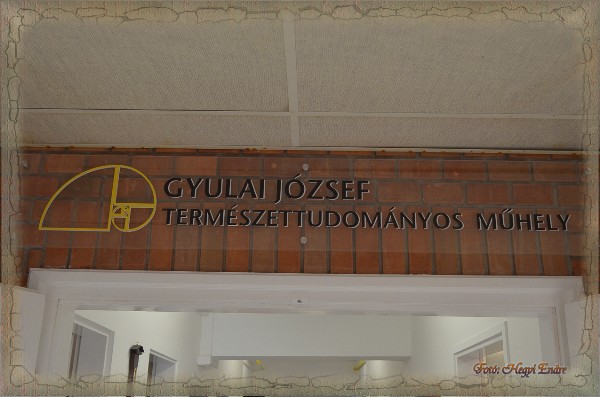 GYULAI JÓZSEF
TERMÉSZETTUDOMÁNYOS MŰHELY
Fotó: Hegyi Endre